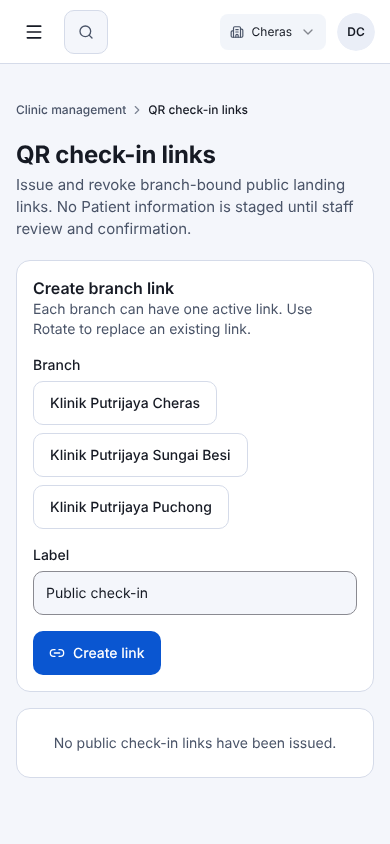 Cheras
DC
Clinic management > QR check-in links
QR check-in links
Issue and revoke branch-bound public landing
links. No Patient information is staged until staff
review and confirmation.
Create branch link
Each branch can have one active link. Use
Rotate to replace an existing link.
Branch
Klinik Putrijaya Cheras
Klinik Putrijaya Sungai Besi
Klinik Putrijaya Puchong
Label
Public check-in
Create link
No public check-in links have been issued.